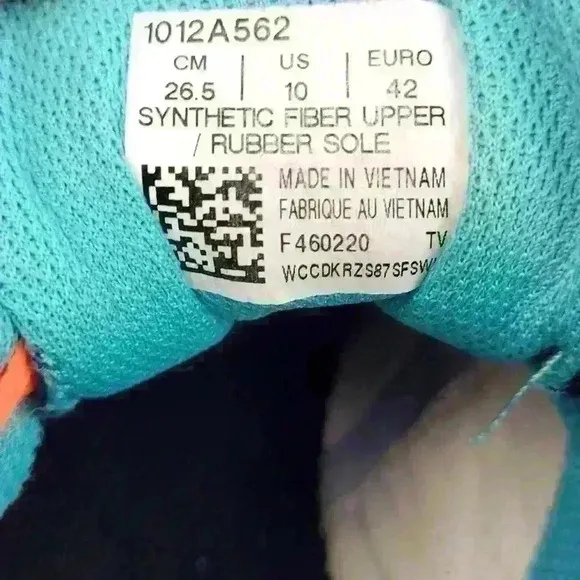 1012A562
CM | US | EURO
26.5 | 10 | 42
SYNTHETIC FIBER UPPER
/ RUBBER SOLE
MADE IN VIETNAM
FABRIQUE AU VIETNAM
F460220 TV